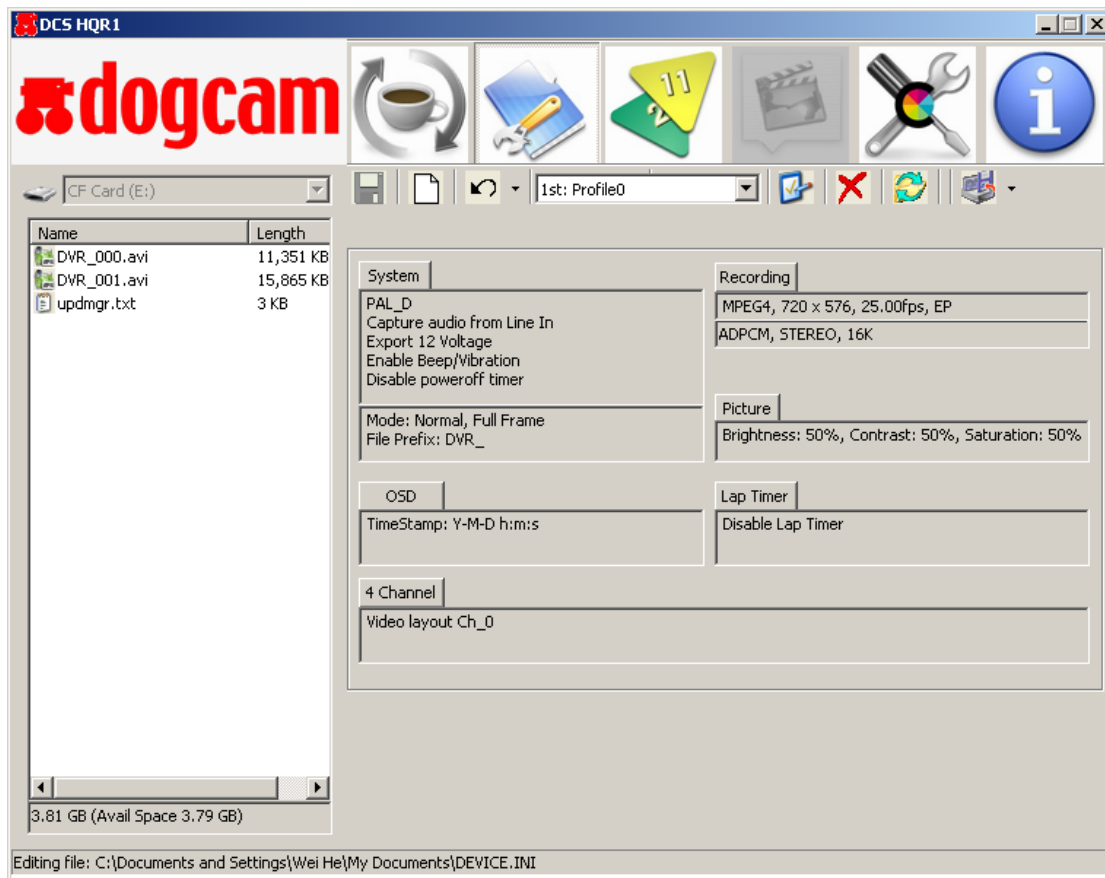 DCS HQR1
dogcam
11
2
CF Card (E:)
1st: Profile0
Name Length
DVR_000.avi 11,351 KB
DVR_001.avi 15,865 KB
updmgr.txt 3 KB
3.81 GB (Avail Space 3.79 GB)
System
PAL_D
Capture audio from Line In
Export 12 Voltage
Enable Beep/Vibration
Disable poweroff timer
Mode: Normal, Full Frame
File Prefix: DVR_
Recording
MPEG4, 720 x 576, 25.00fps, EP
ADPCM, STEREO, 16K
Picture
Brightness: 50%, Contrast: 50%, Saturation: 50%
OSD
TimeStamp: Y-M-D h:m:s
Lap Timer
Disable Lap Timer
4 Channel
Video layout Ch_0
Editing file: C:\Documents and Settings\Wei He\My Documents\DEVICE.INI